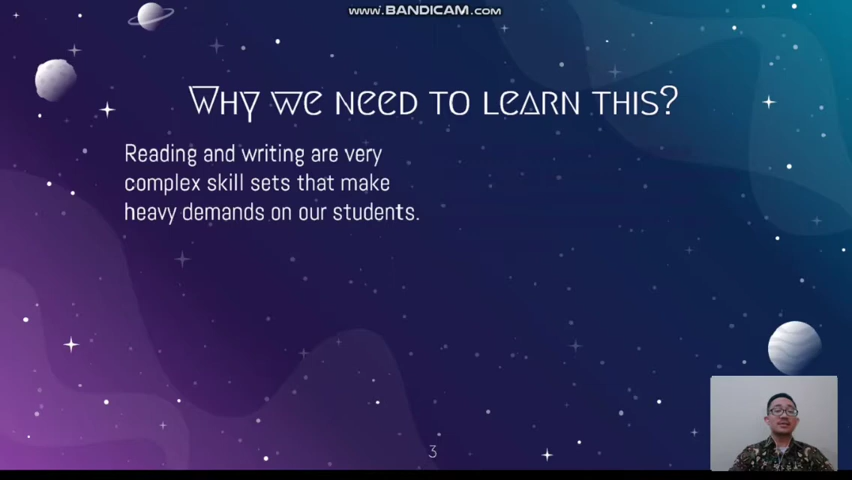 www.BANDICAM.com
Why we need to learn this?
Reading and writing are very
complex skill sets that make
heavy demands on our students.
3